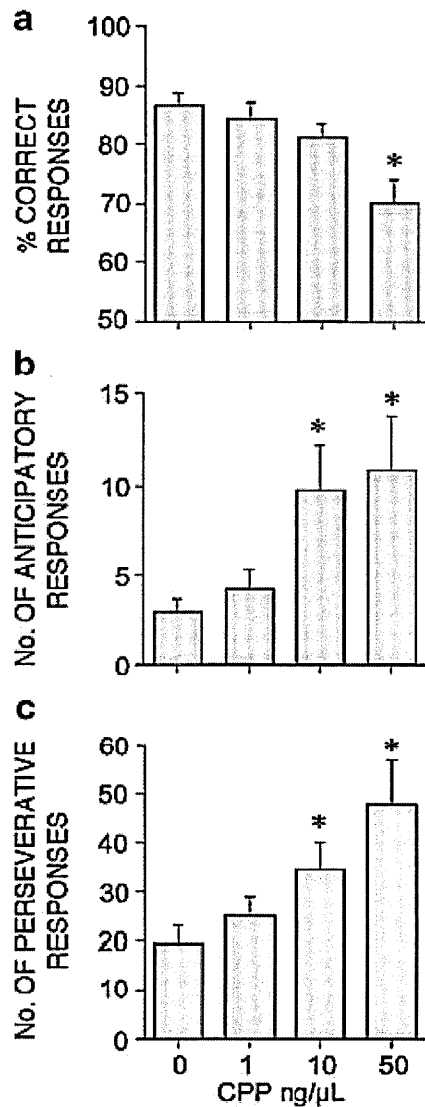 a
% CORRECT
RESPONSES
100
90
80
70
60
50
*
b
No. OF ANTICIPATORY
RESPONSES
15
10
5
0
* *
c
No. OF PERSEVERATIVE
RESPONSES
60
50
40
30
20
10
0
* *
0 1 10 50
CPP ng/µL